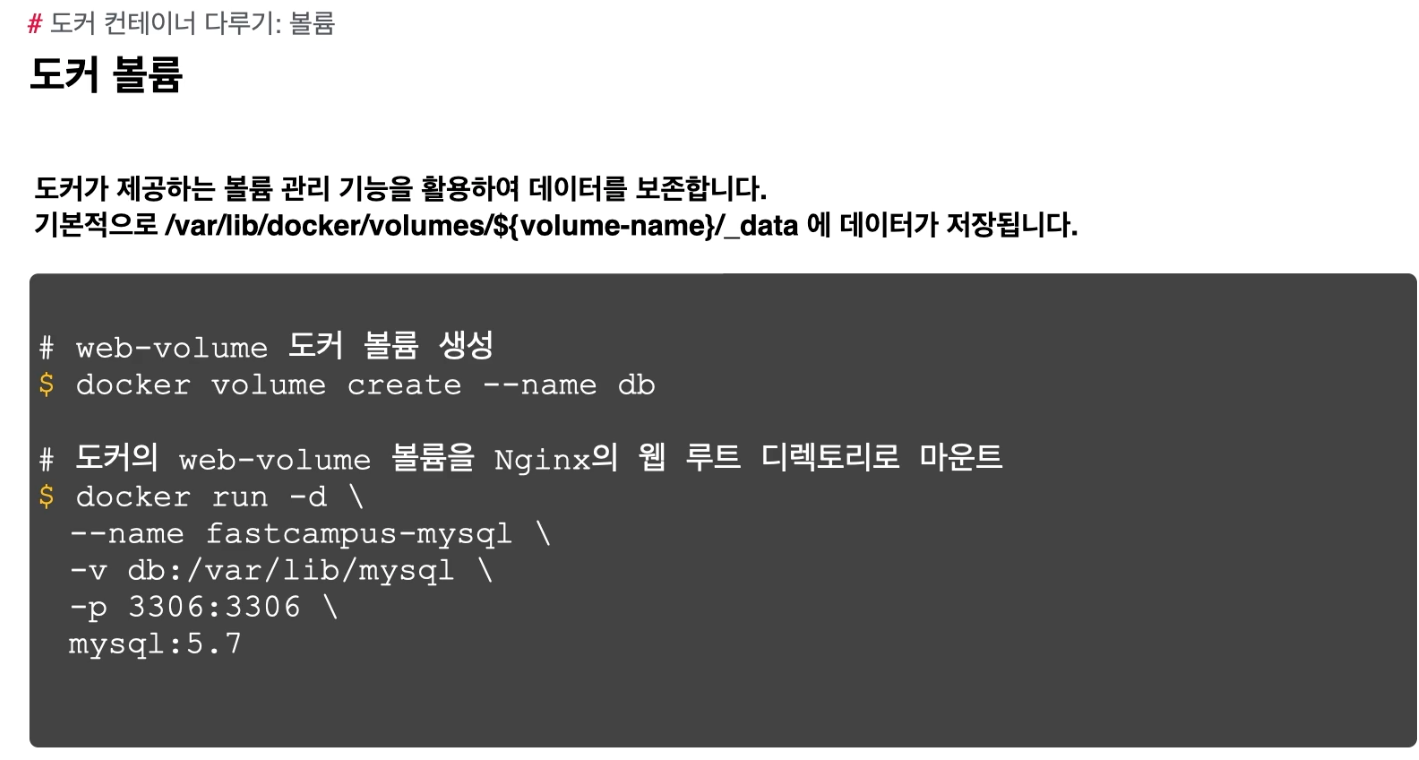 # 도커 컨테이너 다루기: 볼륨
도커 볼륨
도커가 제공하는 볼륨 관리 기능을 활용하여 데이터를 보존합니다.
기본적으로 /var/lib/docker/volumes/${volume-name}/_data 에 데이터가 저장됩니다.
# web-volume 도커 볼륨 생성
$ docker volume create --name db
# 도커의 web-volume 볼륨을 Nginx의 웹 루트 디렉토리로 마운트
$ docker run -d \
--name fastcampus-mysql \
-v db:/var/lib/mysql \
-p 3306:3306 \
mysql:5.7